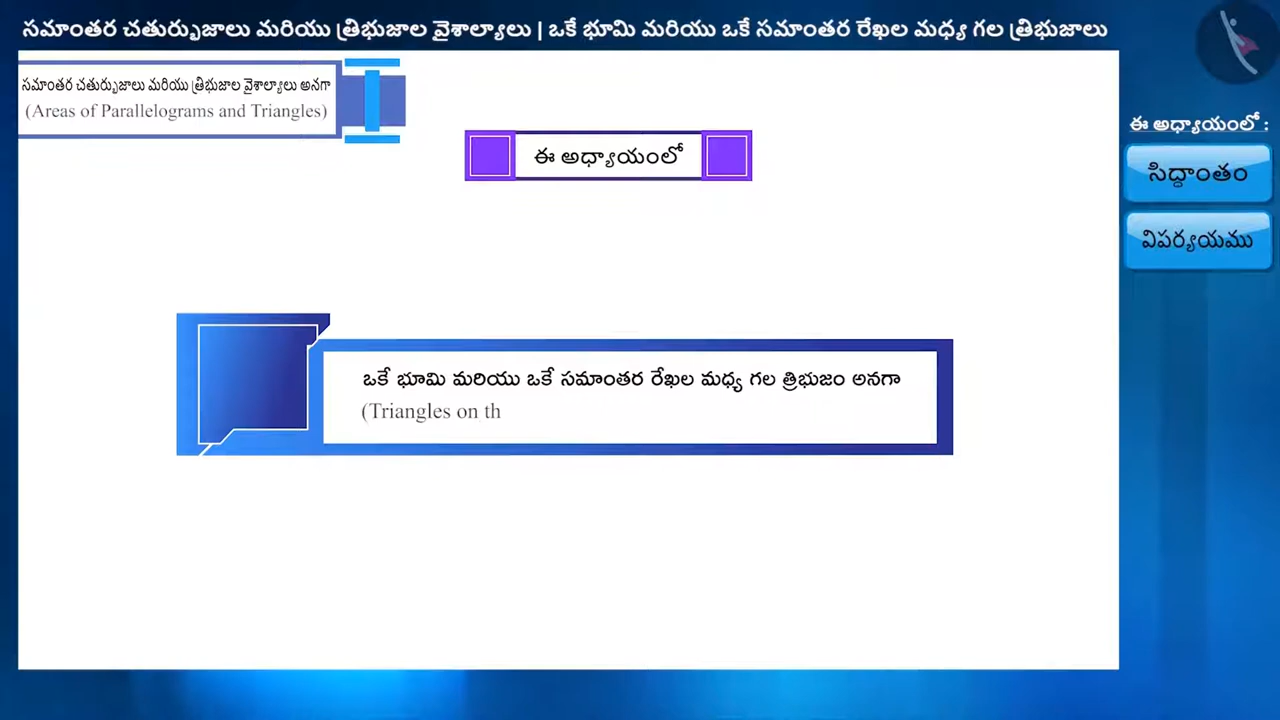 సమాంతర చతుర్భుజాలు మరియు త్రిభుజాల వైశాల్యాలు | ఒకే భూమి మరియు ఒకే సమాంతర రేఖల మధ్య గల త్రిభుజాలు
సమాంతర చతుర్భుజాలు మరియు త్రిభుజాల వైశాల్యాలు అనగా
(Areas of Parallelograms and Triangles)
ఈ అధ్యాయంలో
ఒకే భూమి మరియు ఒకే సమాంతర రేఖల మధ్య గల త్రిభుజం అనగా
(Triangles on th
ఈ అధ్యాయంలో :
సిద్ధాంతం
విపర్యయము